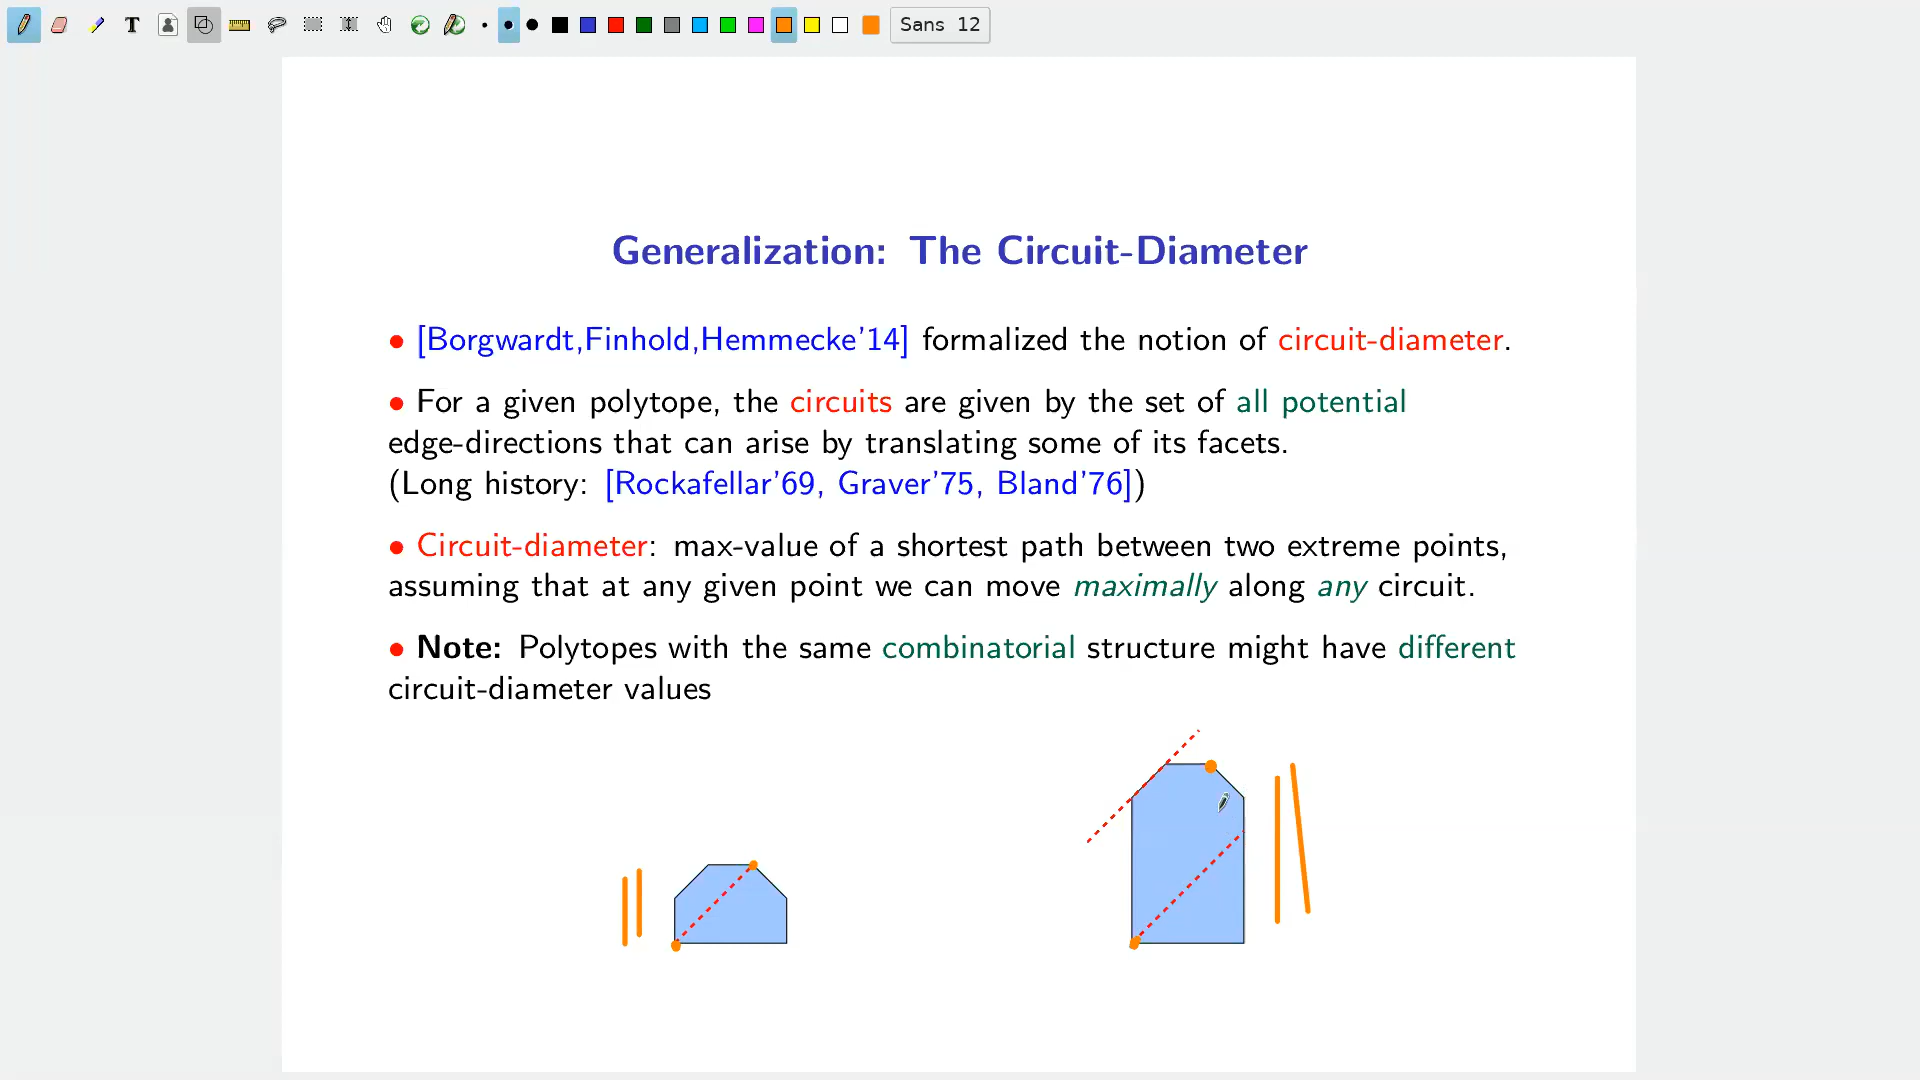 T Sans 12
Generalization: The Circuit-Diameter
• [Borgwardt,Finhold,Hemmecke'14] formalized the notion of circuit-diameter.
• For a given polytope, the circuits are given by the set of all potential
edge-directions that can arise by translating some of its facets.
(Long history: [Rockafellar'69, Graver'75, Bland'76])
• Circuit-diameter: max-value of a shortest path between two extreme points,
assuming that at any given point we can move maximally along any circuit.
• Note: Polytopes with the same combinatorial structure might have different
circuit-diameter values